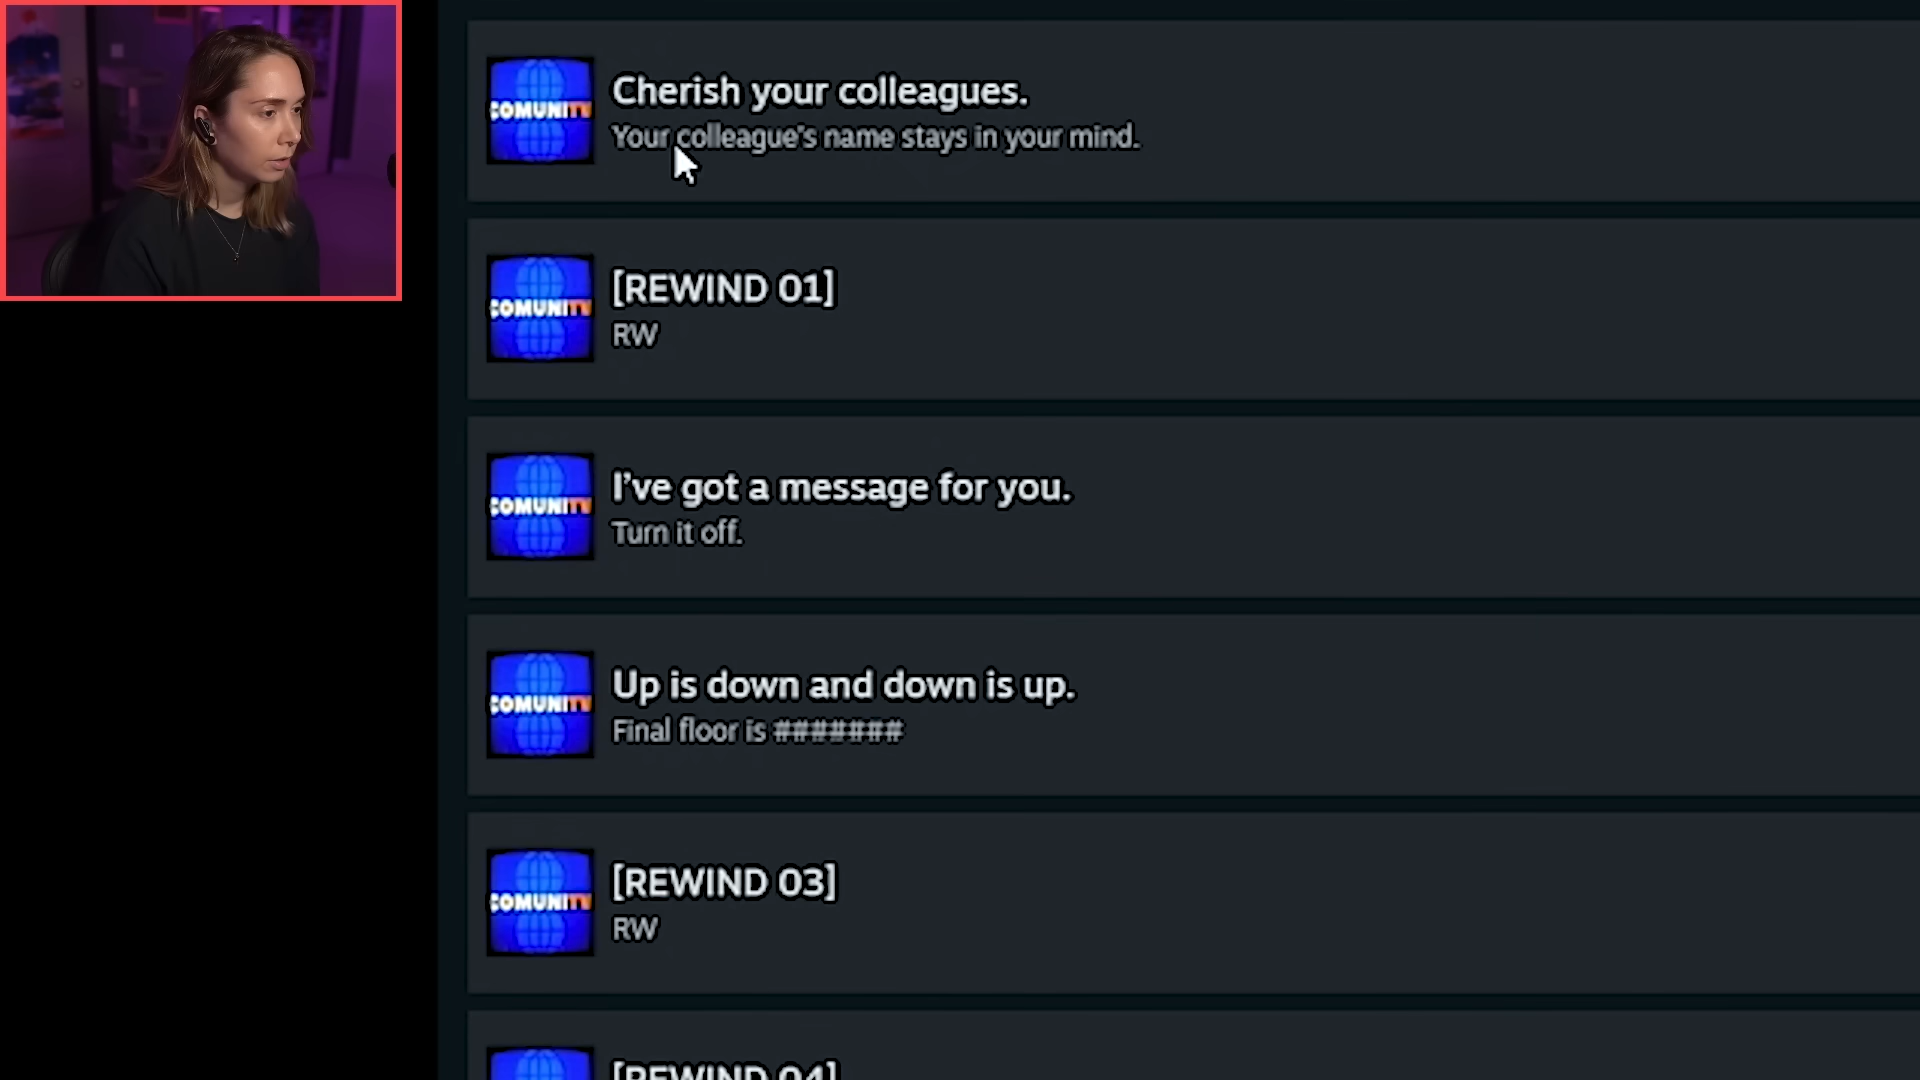 COMUNITV
Cherish your colleagues.
Your colleague's name stays in your mind.
COMUNITV
[REWIND 01]
RW
COMUNITV
I've got a message for you.
Turn it off.
COMUNITV
Up is down and down is up.
Final floor is #######
COMUNITV
[REWIND 03]
RW
[REWIND 04]